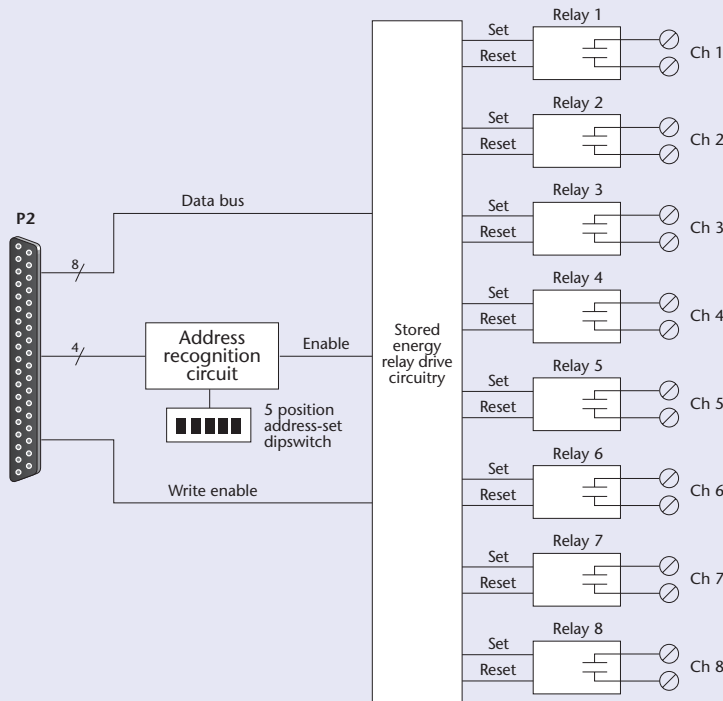 P2
8
Data bus
4
Address
recognition
circuit
Enable
5 position
address-set
dipswitch
Write enable
Stored
energy
relay drive
circuitry
Relay 1
Set
Reset
Ch 1
Relay 2
Set
Reset
Ch 2
Relay 3
Set
Reset
Ch 3
Relay 4
Set
Reset
Ch 4
Relay 5
Set
Reset
Ch 5
Relay 6
Set
Reset
Ch 6
Relay 7
Set
Reset
Ch 7
Relay 8
Set
Reset
Ch 8